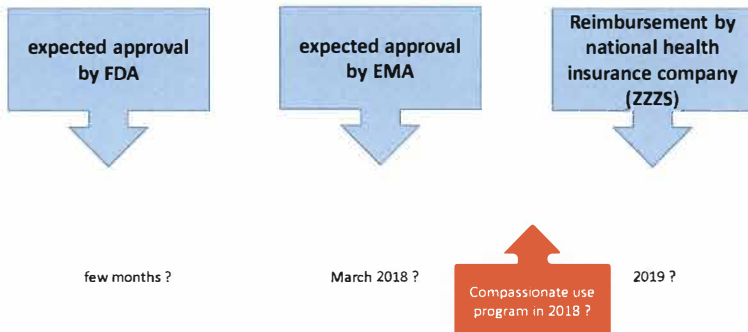 expected approval
by FDA
expected approval
by EMA
Reimbursement by
national health
insurance company
(ZZZS)
few months ?
March 2018 ?
Compassionate use
program in 2018 ?
2019 ?